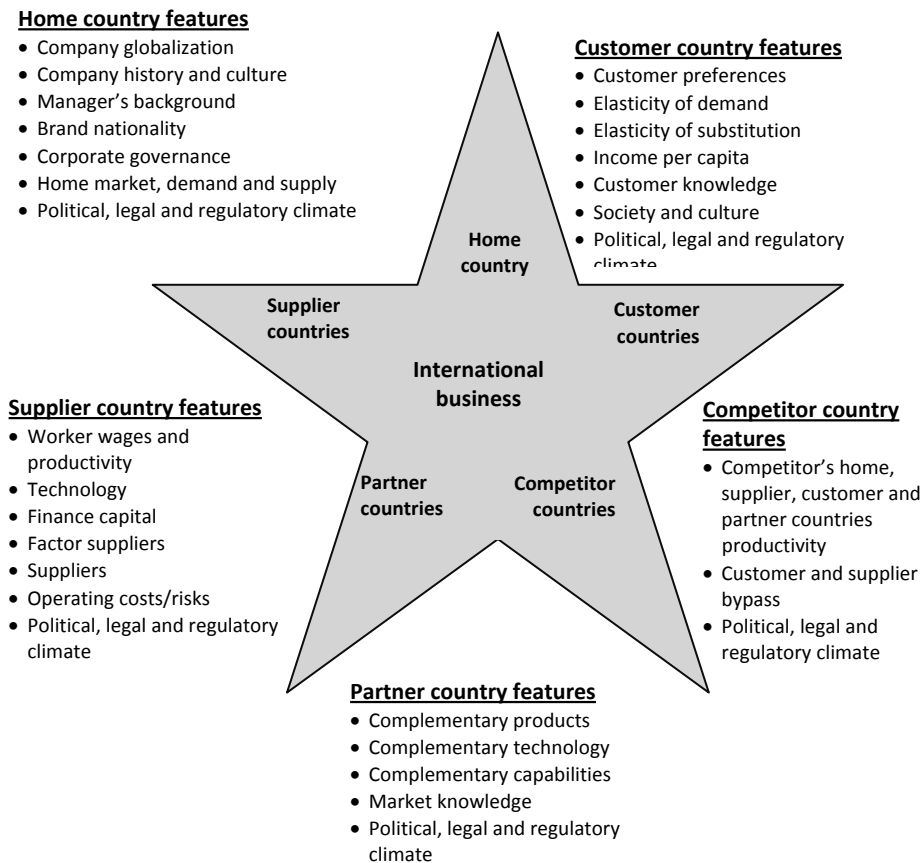 Home country features
• Company globalization
• Company history and culture
• Manager's background
• Brand nationality
• Corporate governance
• Home market, demand and supply
• Political, legal and regulatory climate
Customer country features
• Customer preferences
• Elasticity of demand
• Elasticity of substitution
• Income per capita
• Customer knowledge
• Society and culture
• Political, legal and regulatory
climate
Home
country
Supplier
countries
Customer
countries
International
business
Partner
countries
Competitor
countries
Supplier country features
• Worker wages and
productivity
• Technology
• Finance capital
• Factor suppliers
• Suppliers
• Operating costs/risks
• Political, legal and regulatory
climate
Competitor country
features
• Competitor's home,
supplier, customer and
partner countries
productivity
• Customer and supplier
bypass
• Political, legal and
regulatory climate
Partner country features
• Complementary products
• Complementary technology
• Complementary capabilities
• Market knowledge
• Political, legal and regulatory
climate